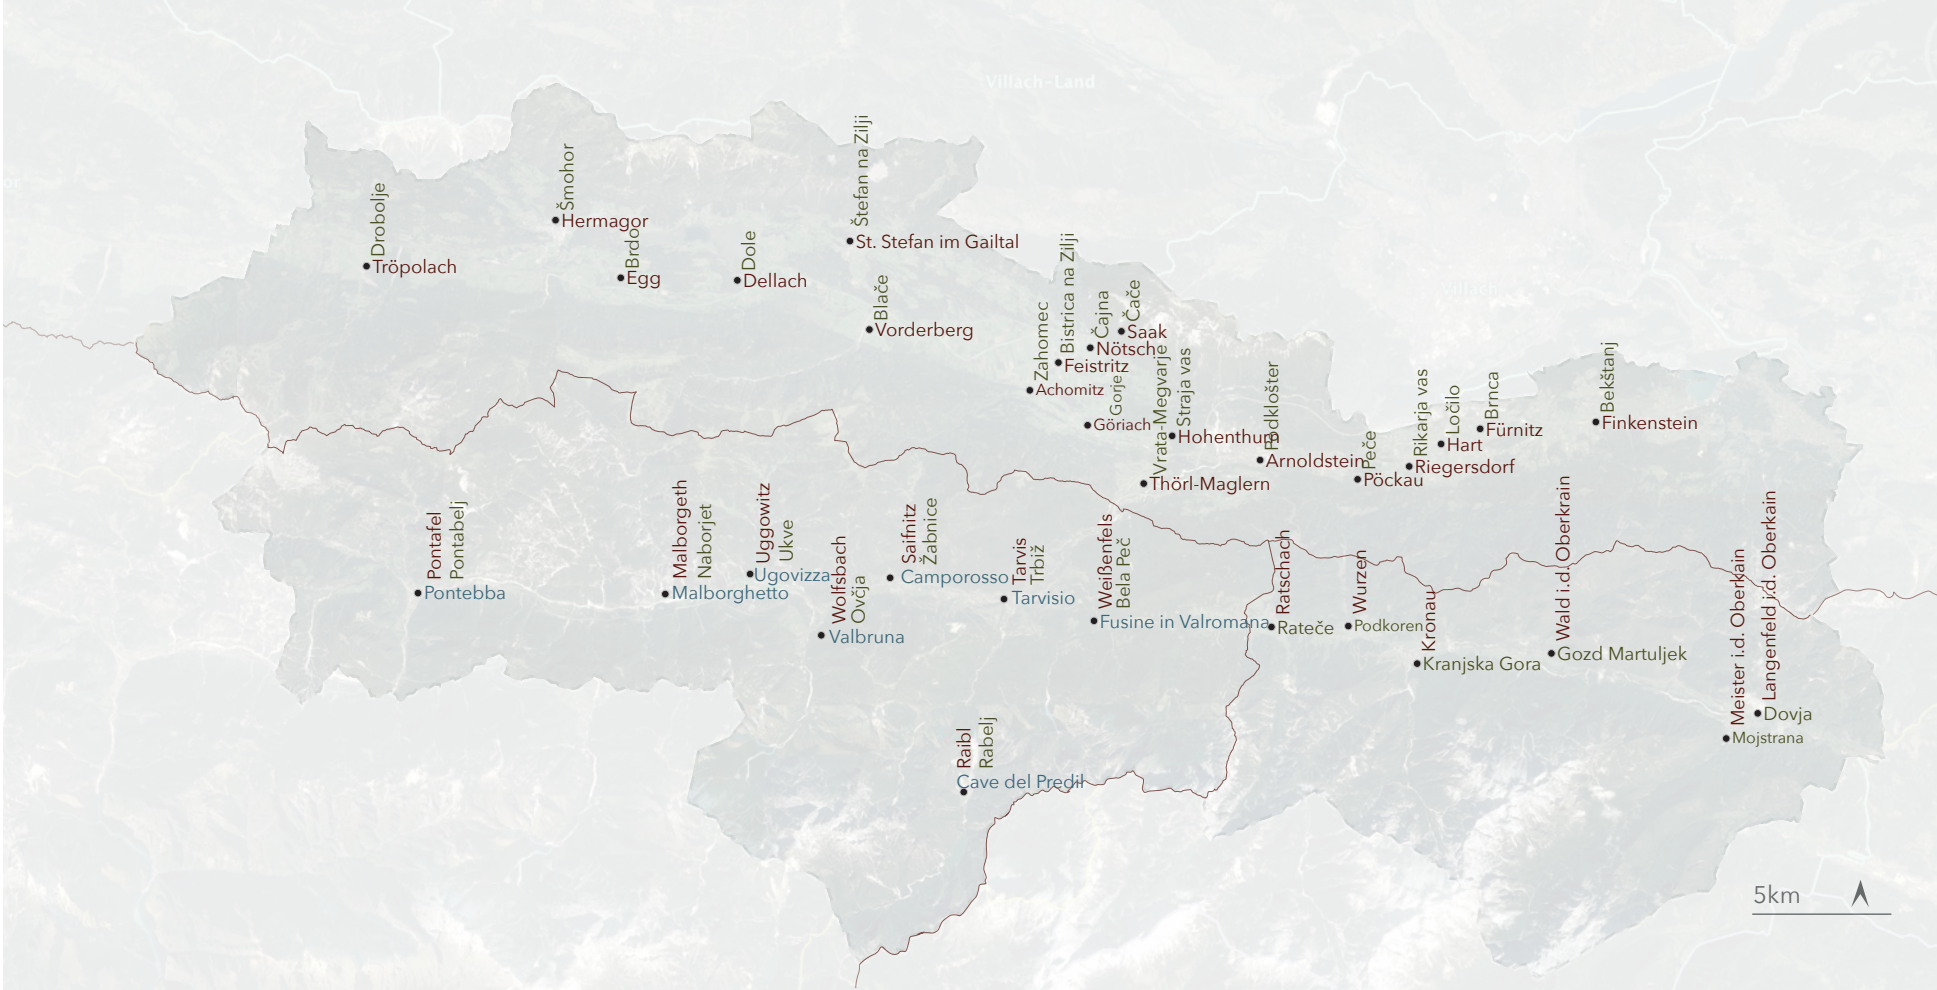 Villach-Land
Villach
Drobolje
Tröpolach
Šmohor
Hermagor
Brdo
Egg
Dole
Dellach
Štefan na Zilji
St. Stefan im Gailtal
Blače
Vorderberg
Zahomec
Achomitz
Bistrica na Zilji
Feistritz
Čajna
Nötsch
Čače
Saak
Gorje
Göriach
Vrata-Megvarje
Thörl-Maglern
Straja vas
Hohenthurn
Podklošter
Arnoldstein
Peče
Pöckau
Rikarja vas
Riegersdorf
Ločilo
Hart
Brnca
Fürnitz
Bekštanj
Finkenstein
Pontafel
Pontabelj
Pontebba
Malborgeth
Naborjet
Malborghetto
Uggowitz
Ukve
Ugovizza
Wolfsbach
Ovčja
Valbruna
Saifnitz
Žabnice
Camporosso
Tarvis
Trbiž
Tarvisio
Weißenfels
Bela Peč
Fusine in Valromana
Raibl
Rabelj
Cave del Predil
Ratschach
Rateče
Wurzen
Podkoren
Kronau
Kranjska Gora
Wald i.d. Oberkrain
Gozd Martuljek
Meister i.d. Oberkain
Mojstrana
Langenfeld i.d. Oberkain
Dovja
5km